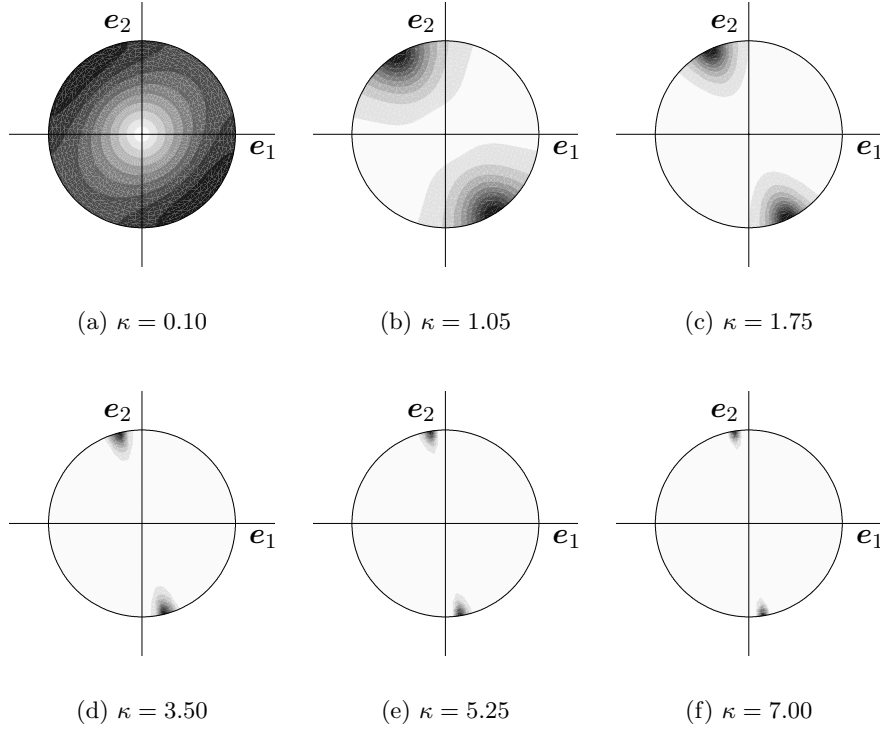 e₂ e₂ e₂
e₁ e₁ e₁
(a) κ = 0.10 (b) κ = 1.05 (c) κ = 1.75
e₂ e₂ e₂
e₁ e₁ e₁
(d) κ = 3.50 (e) κ = 5.25 (f) κ = 7.00